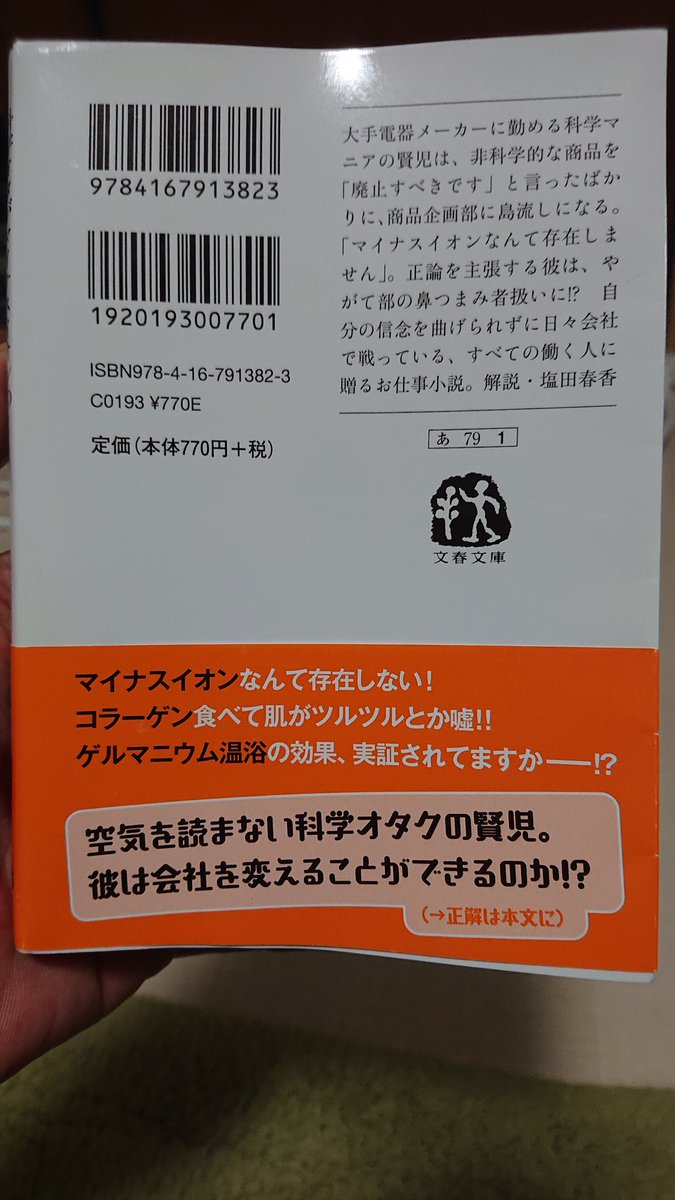 9784167913823
1920193007701
ISBN978-4-16-791382-3
C0193 ¥770E
定価(本体770円+税)
大手電器メーカーに勤める科学マ
ニアの賢児は、非科学的な商品を
「廃止すべきです」と言ったばか
りに、商品企画部に島流しになる。
「マイナスイオンなんて存在しま
せん」。正論を主張する彼は、や
がて部の鼻つまみ者扱いに!? 自
分の信念を曲げられずに日々会社
で戦っている、すべての働く人に
贈るお仕事小説。解説・塩田春香
あ 79 1
文春文庫
マイナスイオンなんて存在しない!
コラーゲン食べて肌がツルツルとか嘘!!
ゲルマニウム温浴の効果、実証されてますか——!?
空気を読まない科学オタクの賢児。
彼は会社を変えることができるのか!?
(→正解は本文に)